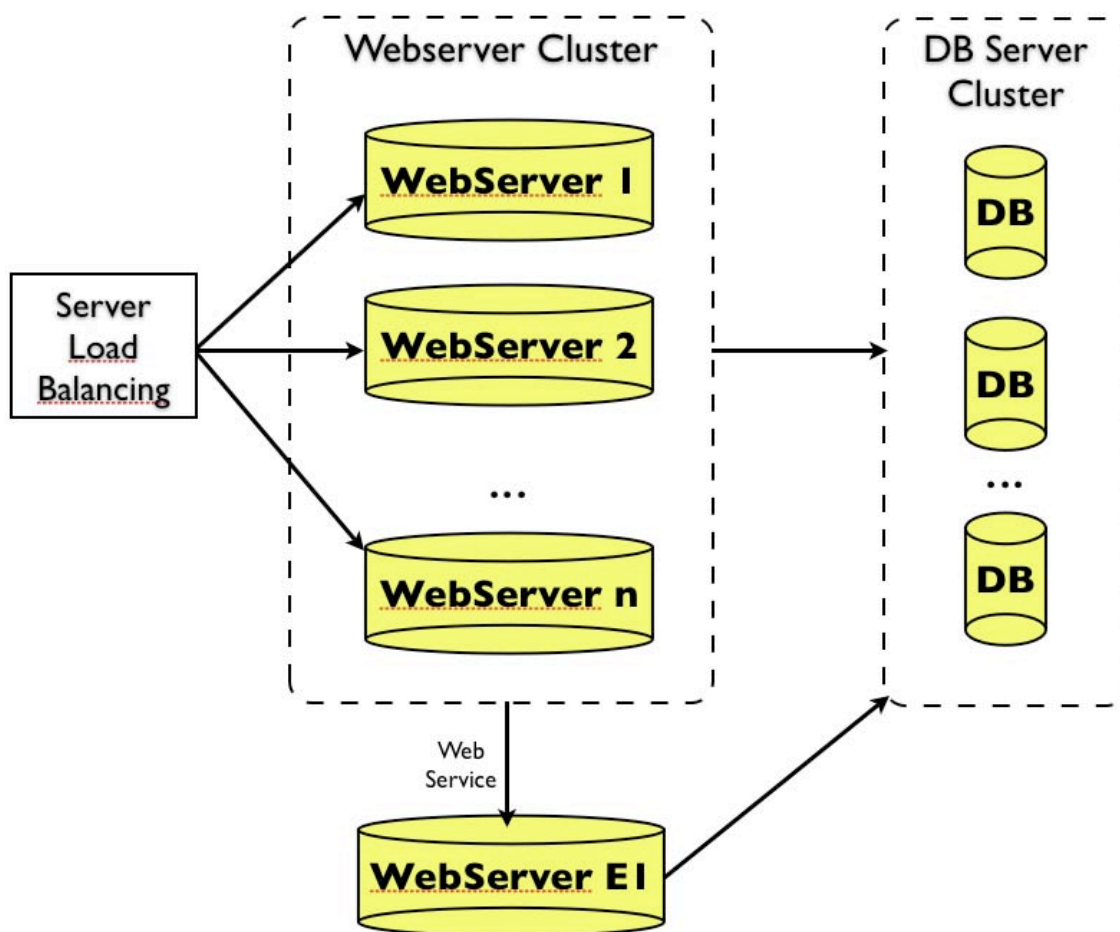 Webserver Cluster
DB Server
Cluster
WebServer 1
DB
Server
Load
Balancing
WebServer 2
DB
...
...
WebServer n
DB
Web
Service
WebServer E1